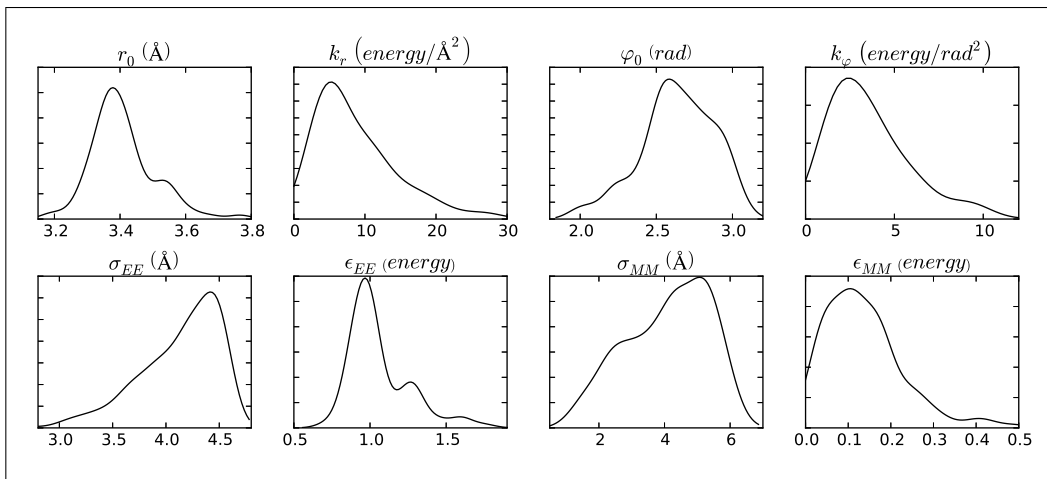 r₀ (Å)
k_r (energy/Å²)
φ₀ (rad)
k_φ (energy/rad²)
3.2 3.4 3.6 3.8
0 10 20 30
2.0 2.5 3.0
0 5 10
σ_EE (Å)
ϵ_EE (energy)
σ_MM (Å)
ϵ_MM (energy)
3.0 3.5 4.0 4.5
0.5 1.0 1.5
2 4 6
0.0 0.1 0.2 0.3 0.4 0.5